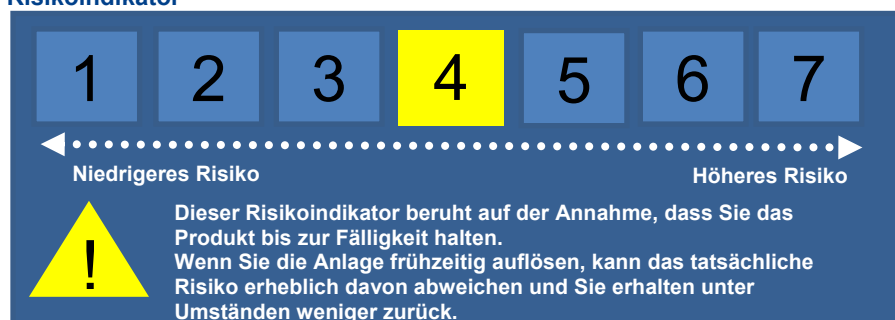 Risikoindikator
1 2 3 4 5 6 7
Niedrigeres Risiko Höheres Risiko
! Dieser Risikoindikator beruht auf der Annahme, dass Sie das
Produkt bis zur Fälligkeit halten.
Wenn Sie die Anlage frühzeitig auflösen, kann das tatsächliche
Risiko erheblich davon abweichen und Sie erhalten unter
Umständen weniger zurück.